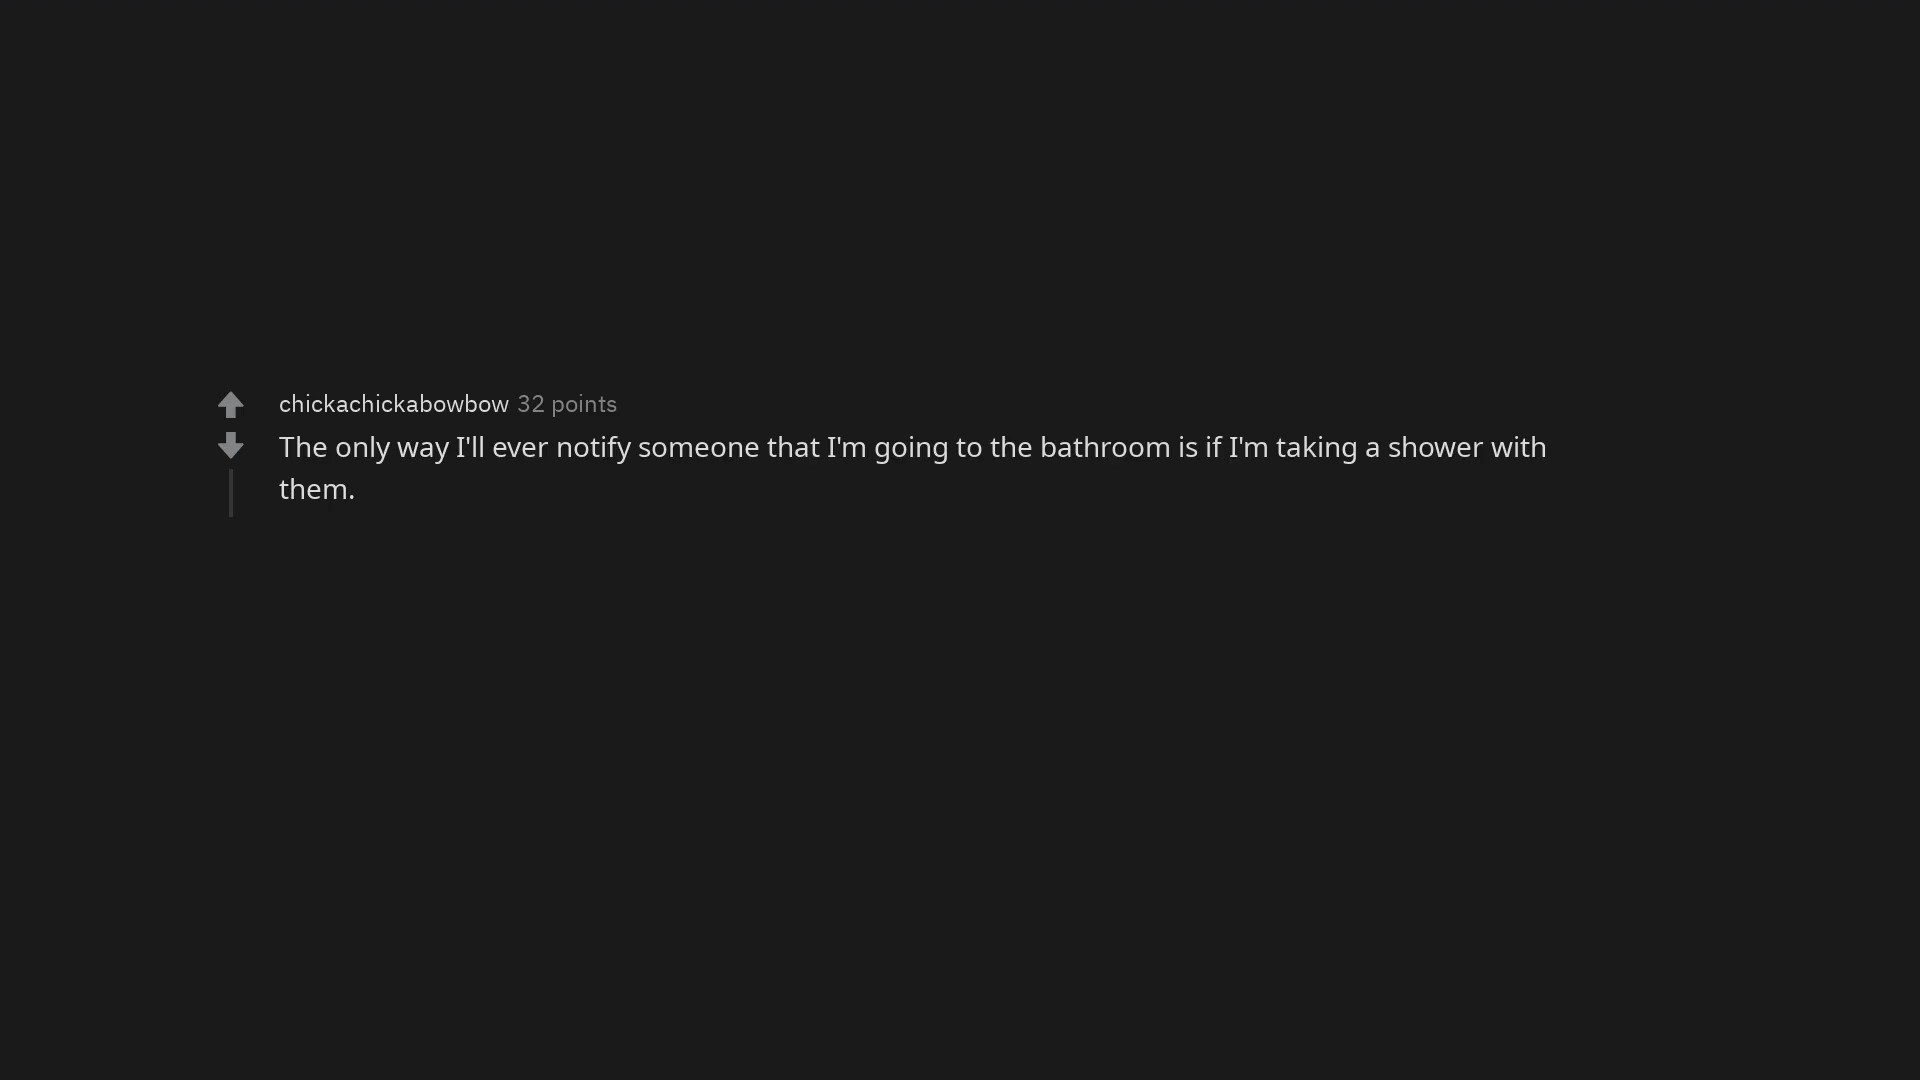 chickachickabowbow 32 points
The only way I'll ever notify someone that I'm going to the bathroom is if I'm taking a shower with
them.